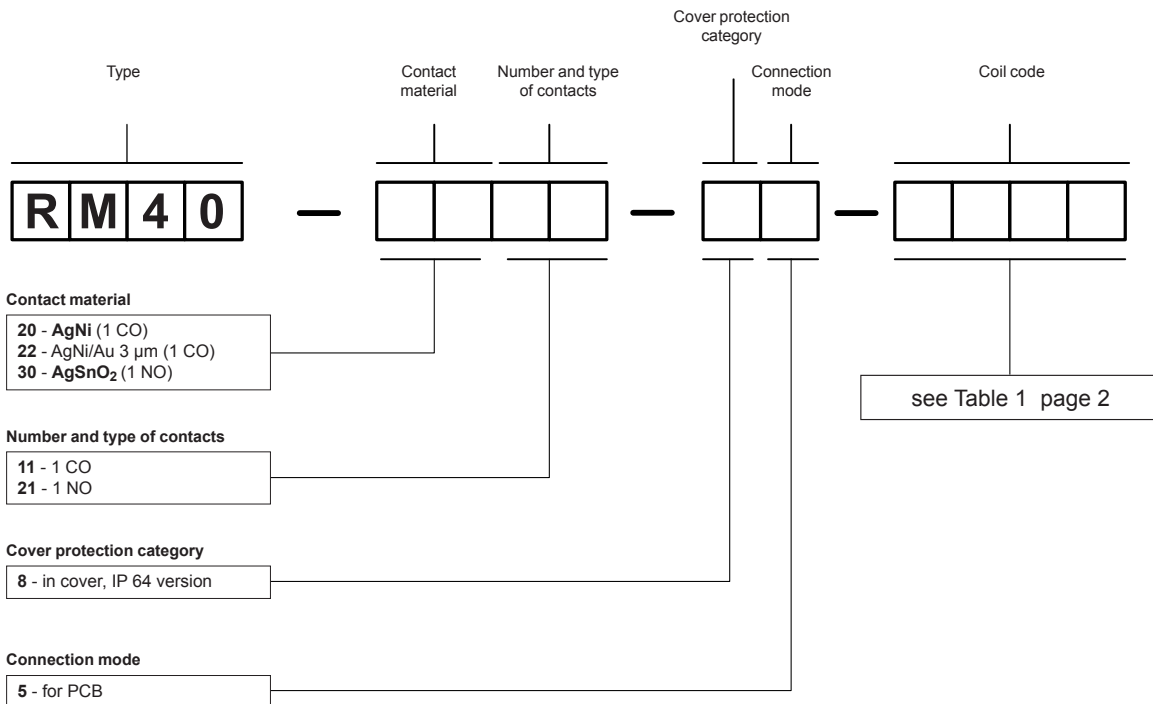 Cover protection
category
Type
Contact
material
Number and type
of contacts
Connection
mode
Coil code
RM40 — — —
Contact material
20 - AgNi (1 CO)
22 - AgNi/Au 3 µm (1 CO)
30 - AgSnO₂ (1 NO)
see Table 1 page 2
Number and type of contacts
11 - 1 CO
21 - 1 NO
Cover protection category
8 - in cover, IP 64 version
Connection mode
5 - for PCB